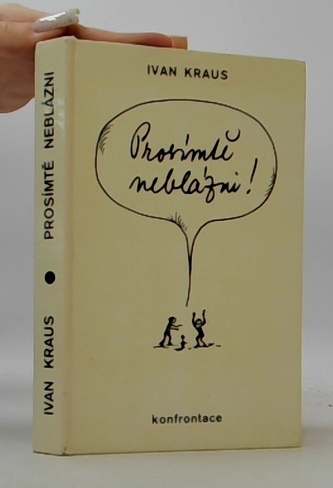 IVAN KRAUS
Prosímtě
neblázni!
konfrontace
IVAN KRAUS ● PROSÍMTĚ NEBLÁZNI